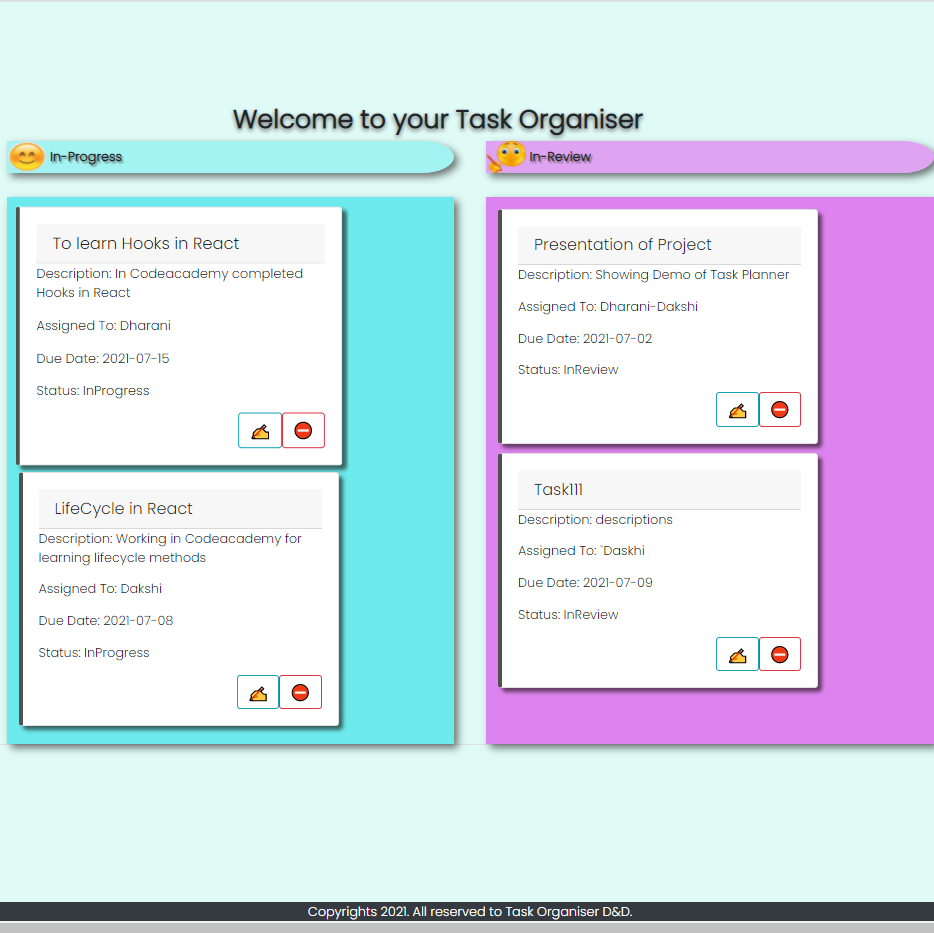 Welcome to your Task Organiser
In-Progress
To learn Hooks in React
Description: In Codeacademy completed
Hooks in React
Assigned To: Dharani
Due Date: 2021-07-15
Status: InProgress
LifeCycle in React
Description: Working in Codeacademy for
learning lifecycle methods
Assigned To: Dakshi
Due Date: 2021-07-08
Status: InProgress
In-Review
Presentation of Project
Description: Showing Demo of Task Planner
Assigned To: Dharani-Dakshi
Due Date: 2021-07-02
Status: InReview
Task111
Description: descriptions
Assigned To: `Daskhi
Due Date: 2021-07-09
Status: InReview
Copyrights 2021. All reserved to Task Organiser D&D.